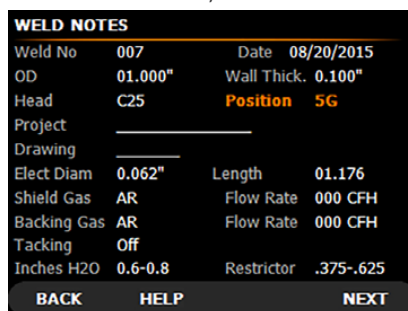 WELD NOTES
Weld No 007 Date 08/20/2015
OD 01.000" Wall Thick. 0.100"
Head C25 Position 5G
Project
Drawing
Elect Diam 0.062" Length 01.176
Shield Gas AR Flow Rate 000 CFH
Backing Gas AR Flow Rate 000 CFH
Tacking Off
Inches H2O 0.6-0.8 Restrictor .375-.625
BACK HELP NEXT